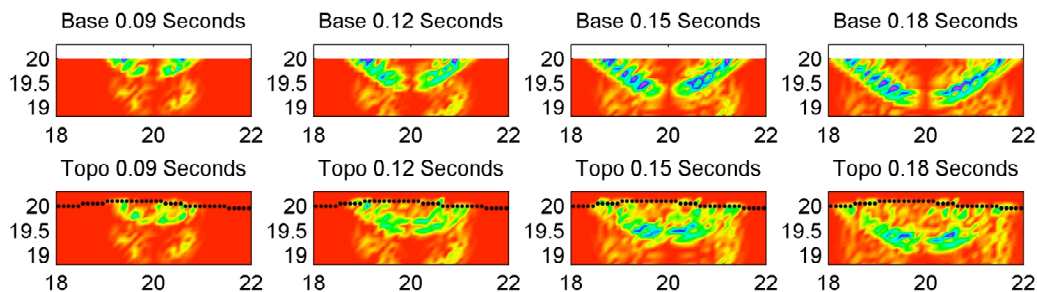 Base 0.09 Seconds Base 0.12 Seconds Base 0.15 Seconds Base 0.18 Seconds
20 20 20 20
19.5 19.5 19.5 19.5
19 19 19 19
18 20 22 18 20 22 18 20 22 18 20 22
Topo 0.09 Seconds Topo 0.12 Seconds Topo 0.15 Seconds Topo 0.18 Seconds
20 20 20 20
19.5 19.5 19.5 19.5
19 19 19 19
18 20 22 18 20 22 18 20 22 18 20 22